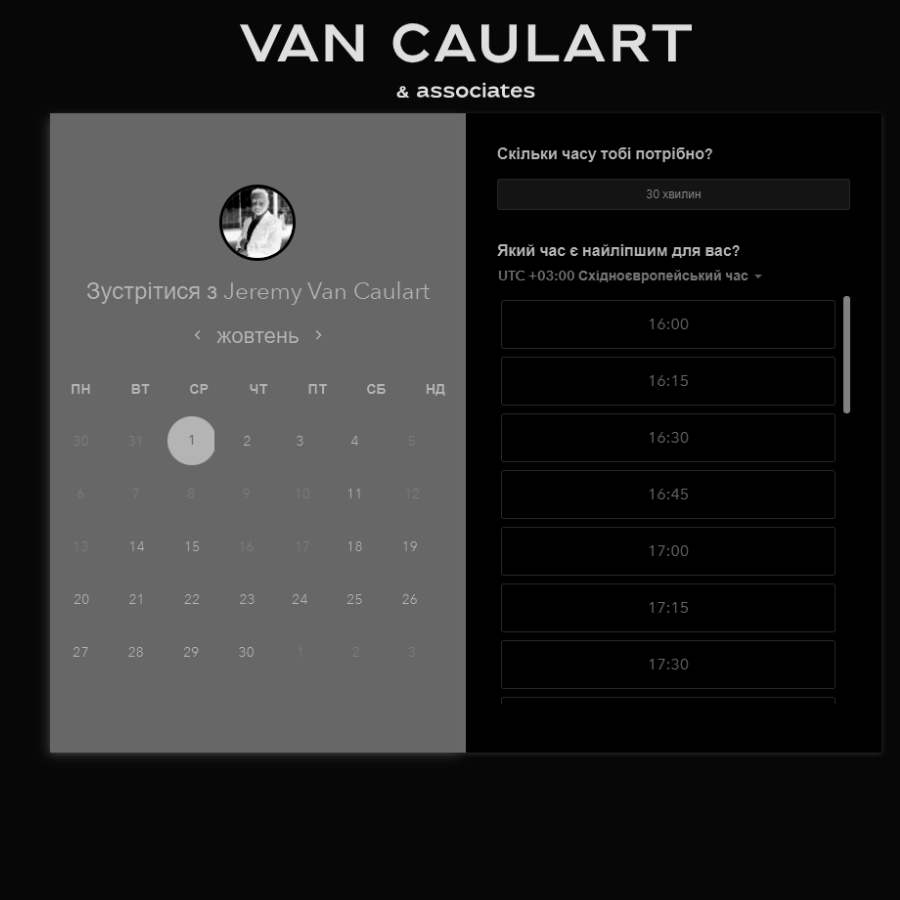 VAN CAULART
& associates
Зустрітися з Jeremy Van Caulart
жовтень
ПН ВТ СР ЧТ ПТ СБ НД
30 31 1 2 3 4 5
6 7 8 9 10 11 12
13 14 15 16 17 18 19
20 21 22 23 24 25 26
27 28 29 30 1 2 3
Скільки часу тобі потрібно?
30 хвилин
Який час є найліпшим для вас?
UTC +03:00 Східноєвропейський час
16:00
16:15
16:30
16:45
17:00
17:15
17:30